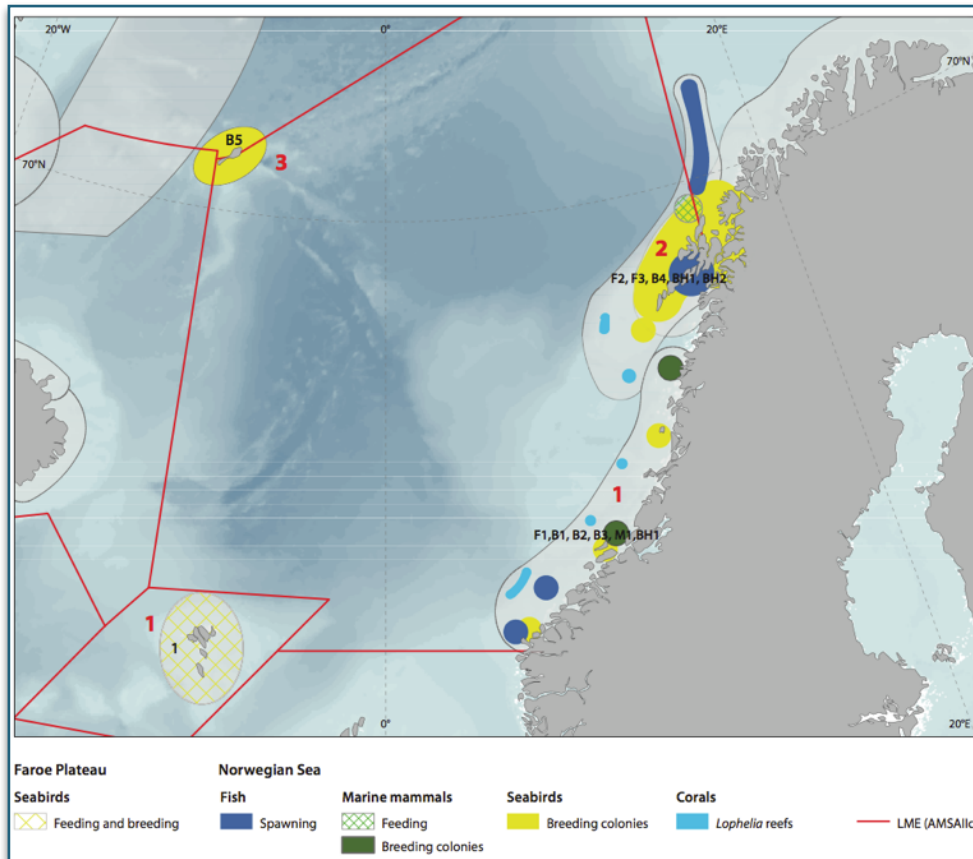 20°W
0°
20°E
70°N
B5
3
70°N
2
F2, F3, B4, BH1, BH2
1
F1,B1, B2, B3, M1,BH1
1
1
0°
20°E
Faroe Plateau
Norwegian Sea
Seabirds
Fish
Marine mammals
Seabirds
Corals
Feeding and breeding
Spawning
Feeding
Breeding colonies
Lophelia reefs
LME (AMSAIIc
Breeding colonies